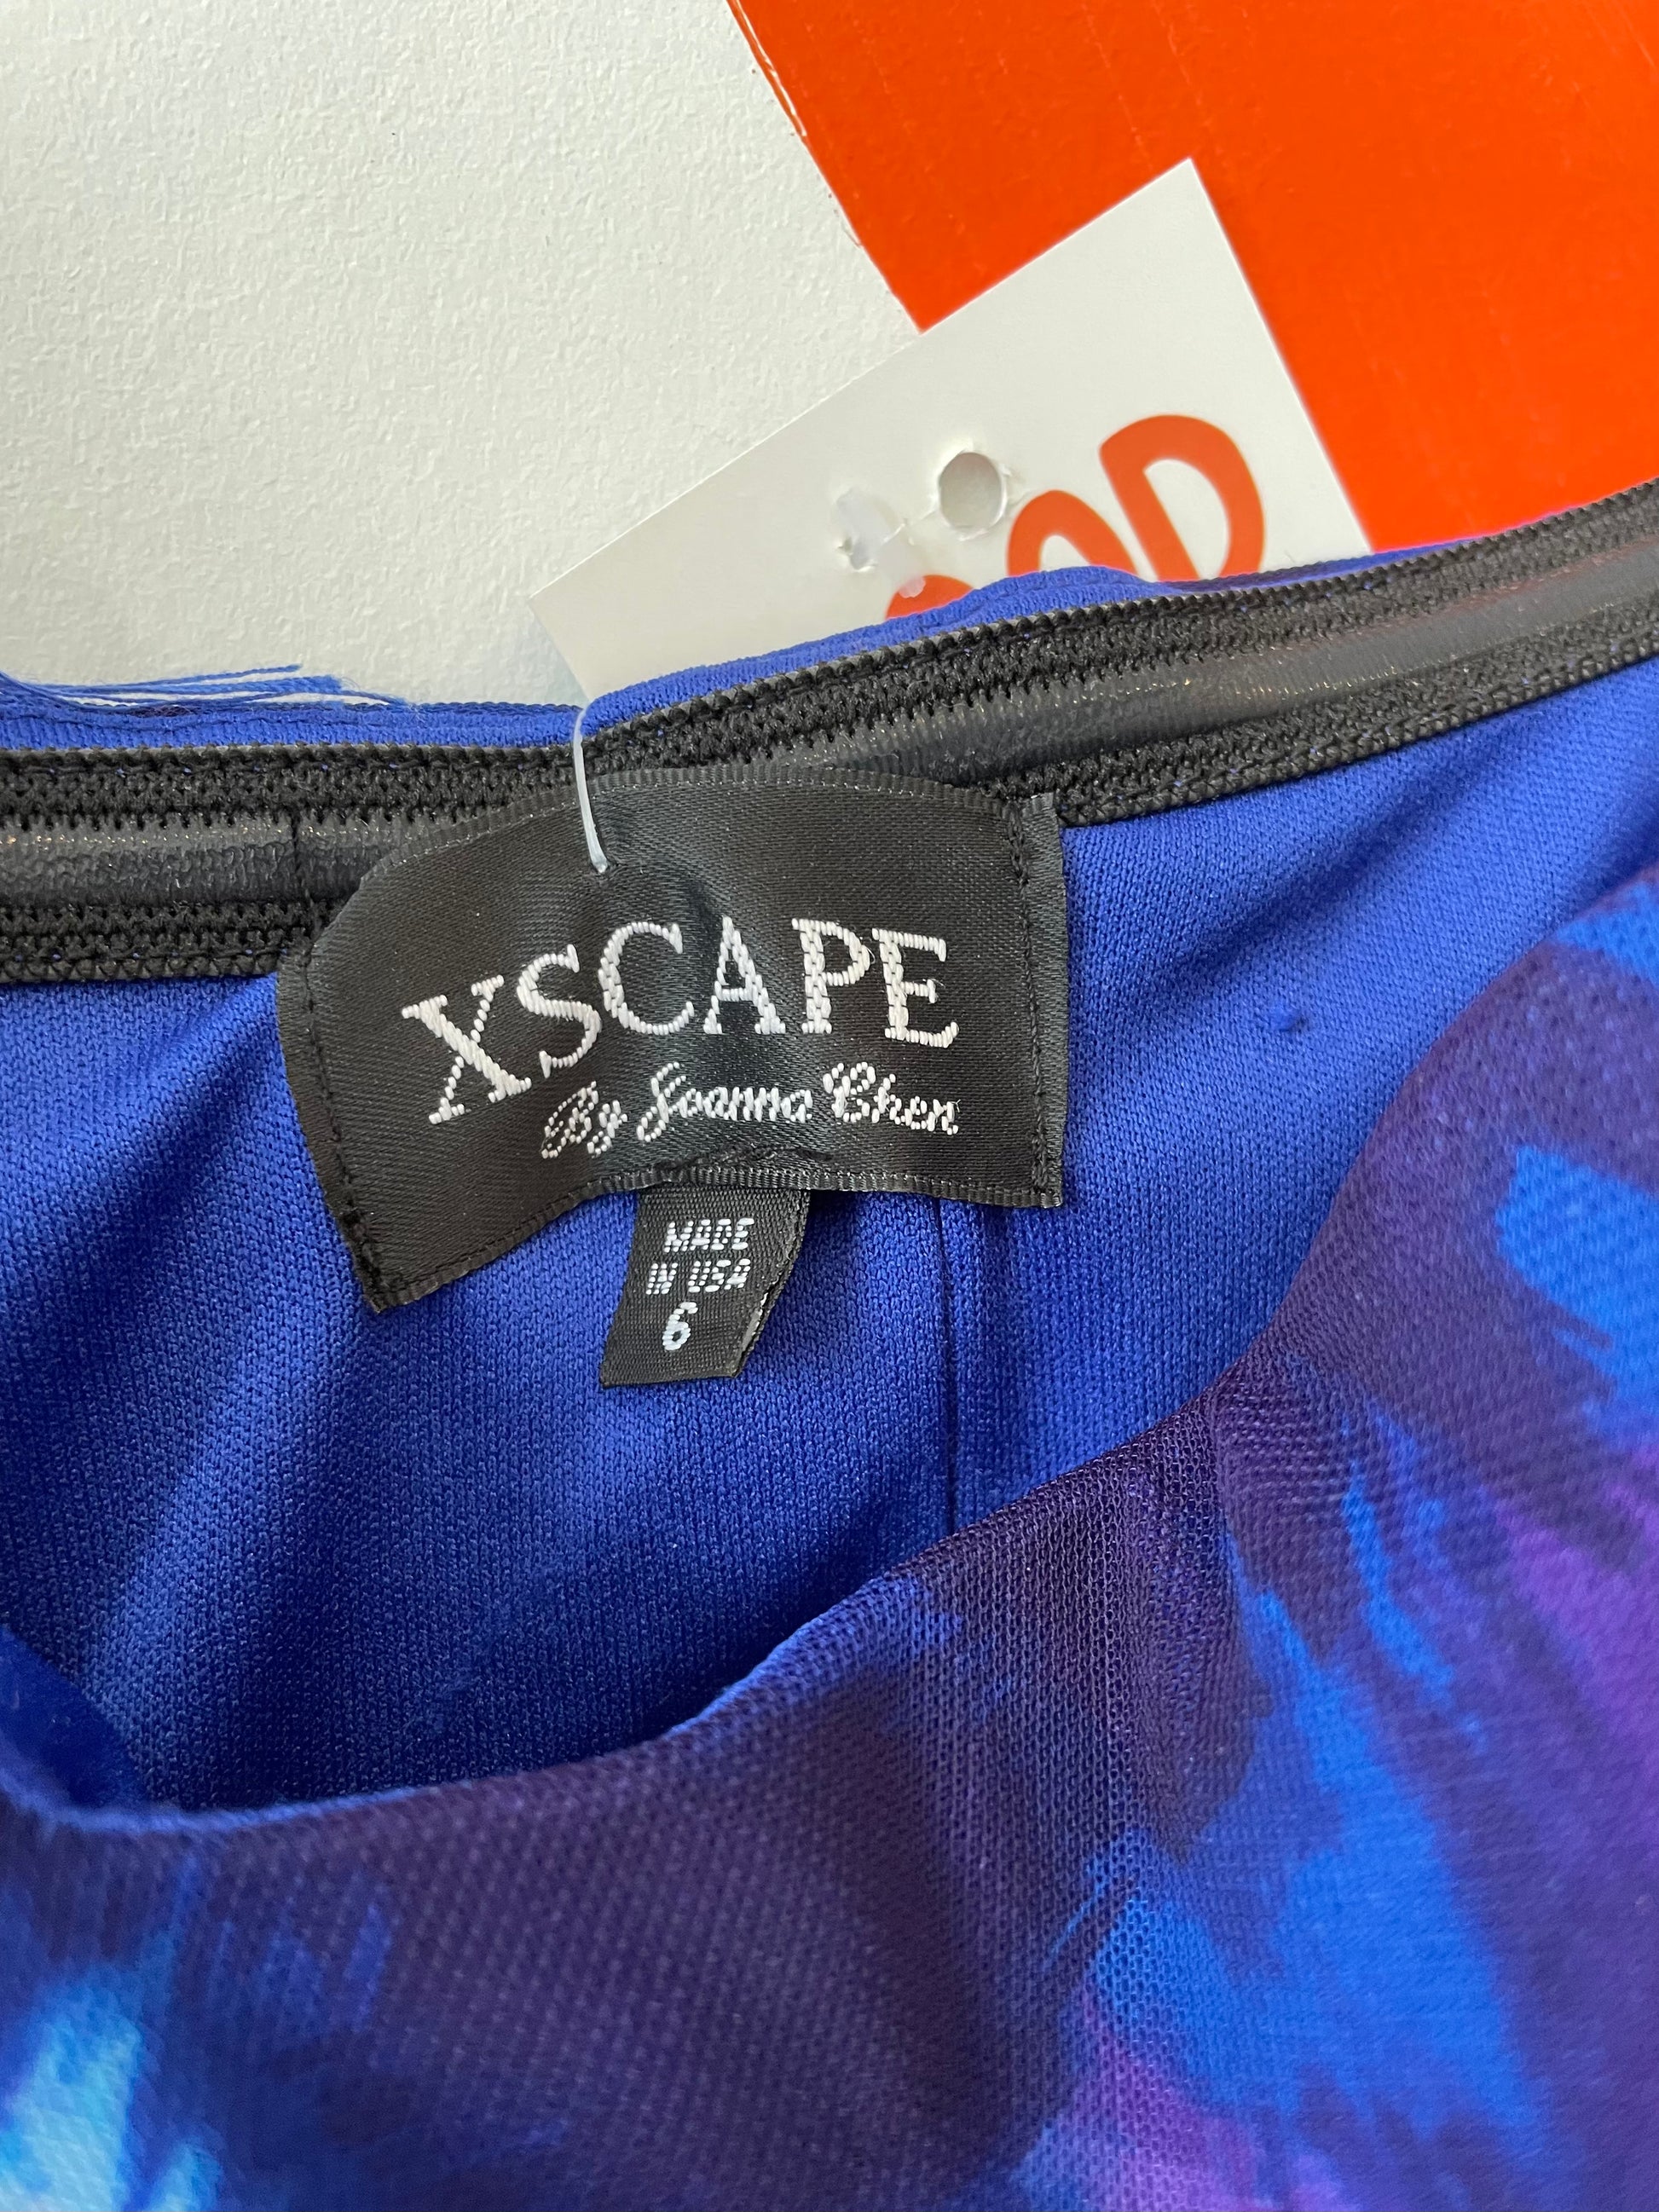 XSCAPE
By Joanna Chen
MADE
IN USA
6